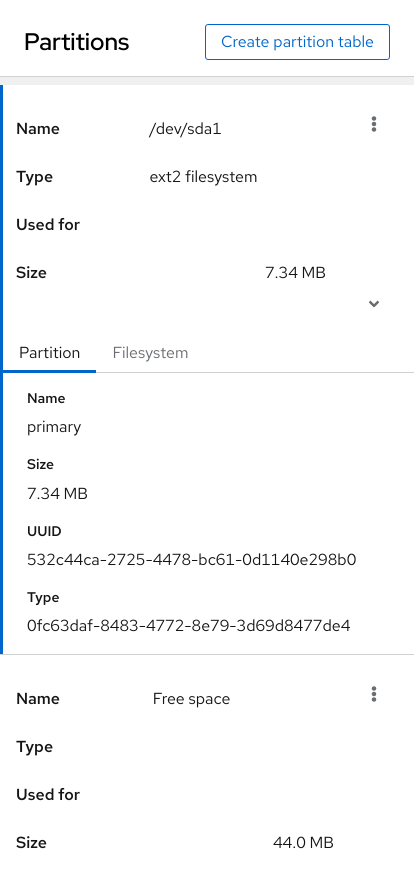 Partitions Create partition table
Name /dev/sda1
Type ext2 filesystem
Used for
Size 7.34 MB
Partition Filesystem
Name
primary
Size
7.34 MB
UUID
532c44ca-2725-4478-bc61-0d1140e298b0
Type
0fc63daf-8483-4772-8e79-3d69d8477de4
Name Free space
Type
Used for
Size 44.0 MB